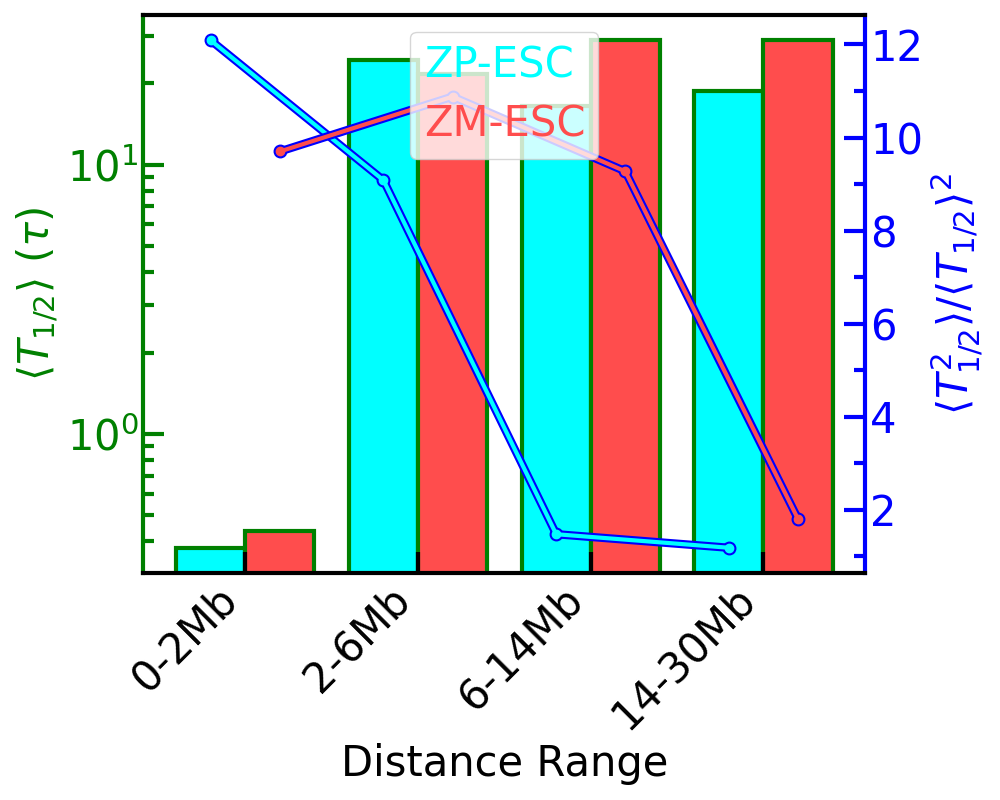 ZP-ESC
ZM-ESC
10¹
10⁰
⟨T₁/₂⟩ (τ)
12
10
8
6
4
2
⟨T²₁/₂⟩/⟨T₁/₂⟩²
0-2Mb
2-6Mb
6-14Mb
14-30Mb
Distance Range